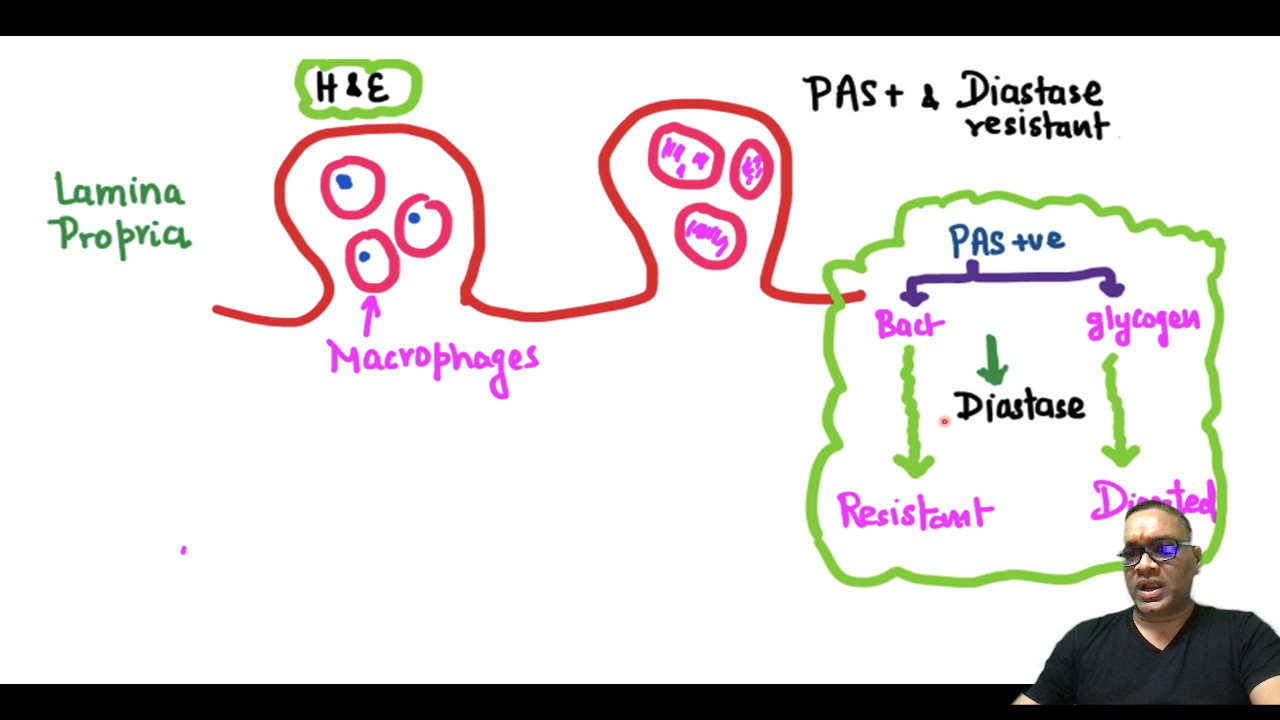 H & E
PAS+ & Diastase
resistant
Lamina
Propria
Macrophages
PAS +ve
Bact
glycogen
Diastase
Resistant